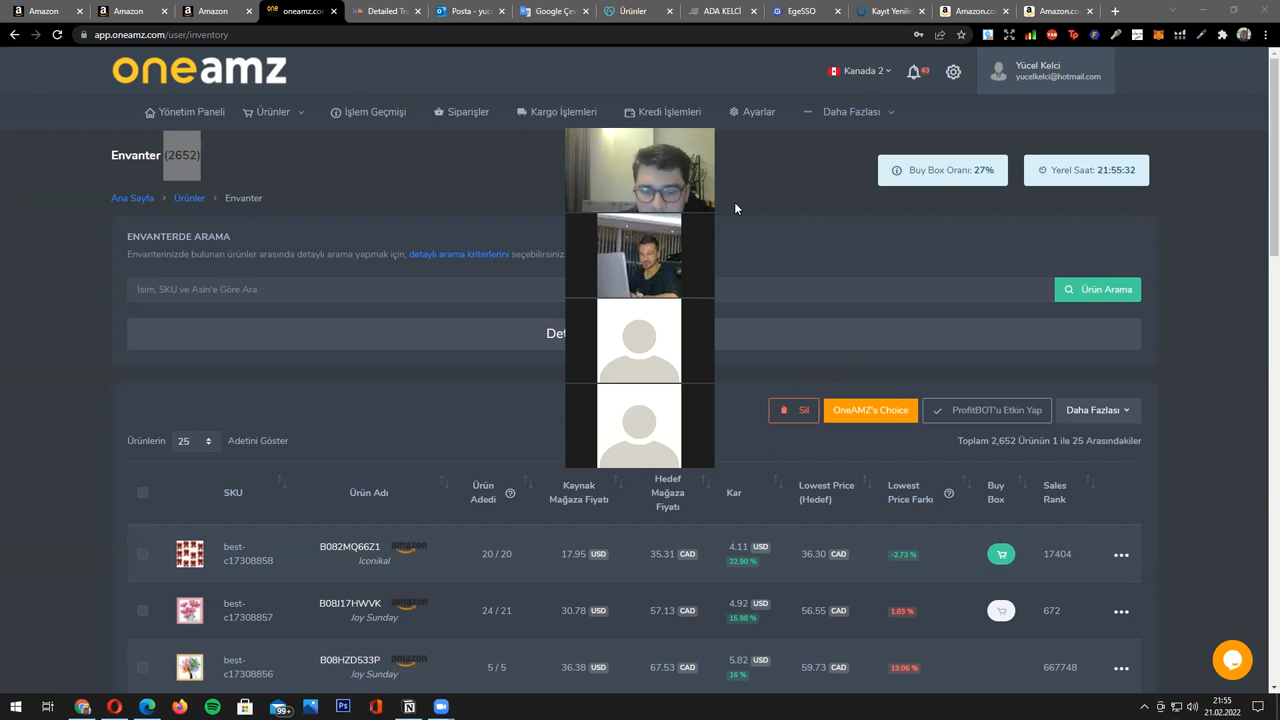 oneamz.c
Amazon.
Amazon.
oneamz.c
Detailed Tra
Posta – yuc
Google Çe
Ürünler
ADA KELCİ
EgeSSO
Kayıt Yenile
Amazon.co
Amazon.co
app.oneamz.com/user/inventory
oneamz
Kanada 2
43
Yücel Kelci
yucelkelci@hotmail.com
Yönetim Paneli
Ürünler
İşlem Geçmişi
Siparişler
Kargo İşlemleri
Kredi İşlemleri
Ayarlar
Daha Fazlası
Envanter (2652)
Buy Box Oranı: 27%
Yerel Saat: 21:55:32
Ana Sayfa
Ürünler
Envanter
ENVANTERDE ARAMA
Envanterinizde bulunan ürünler arasında detaylı arama yapmak için, detaylı arama kriterlerini seçebilirsiniz.
İsim, SKU ve Asin'e Göre Ara
Ürün Arama
Sil
OneAMZ's Choice
ProfitBOT'u Etkin Yap
Daha Fazlası
Ürünlerin 25 Adetini Göster
Toplam 2,652 Ürünün 1 ile 25 Arasındakiler
SKU
Ürün Adı
Ürün Adedi
Kaynak Mağaza Fiyatı
Hedef Mağaza Fiyatı
Kar
Lowest Price (Hedef)
Lowest Price Farkı
Buy Box
Sales Rank
best-c17308858
B082MQ66Z1 amazon
Iconikal
20 / 20
17.95 USD
35.31 CAD
4.11 USD
22.90 %
36.30 CAD
-2.73 %
17404
best-c17308857
B08J17HWVK amazon
Joy Sunday
24 / 21
30.78 USD
57.13 CAD
4.92 USD
15.98 %
56.55 CAD
1.03 %
672
best-c17308856
B08HZD533P amazon
Joy Sunday
5 / 5
36.38 USD
67.53 CAD
5.82 USD
16 %
59.73 CAD
13.06 %
667748
99+
21:55
21.02.2022